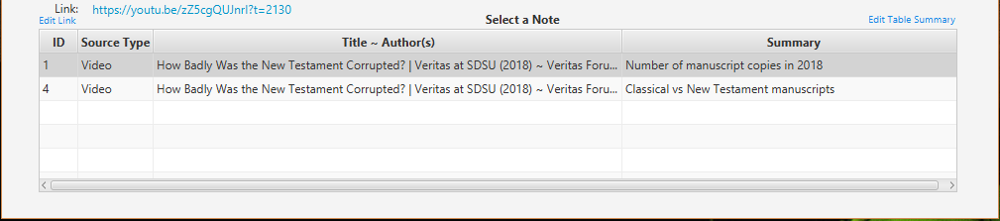 Link: https://youtu.be/zZ5cgQUJnrI?t=2130
Edit Link Select a Note Edit Table Summary
ID Source Type Title ~ Author(s) Summary
1 Video How Badly Was the New Testament Corrupted? | Veritas at SDSU (2018) ~ Veritas Foru... Number of manuscript copies in 2018
4 Video How Badly Was the New Testament Corrupted? | Veritas at SDSU (2018) ~ Veritas Foru... Classical vs New Testament manuscripts